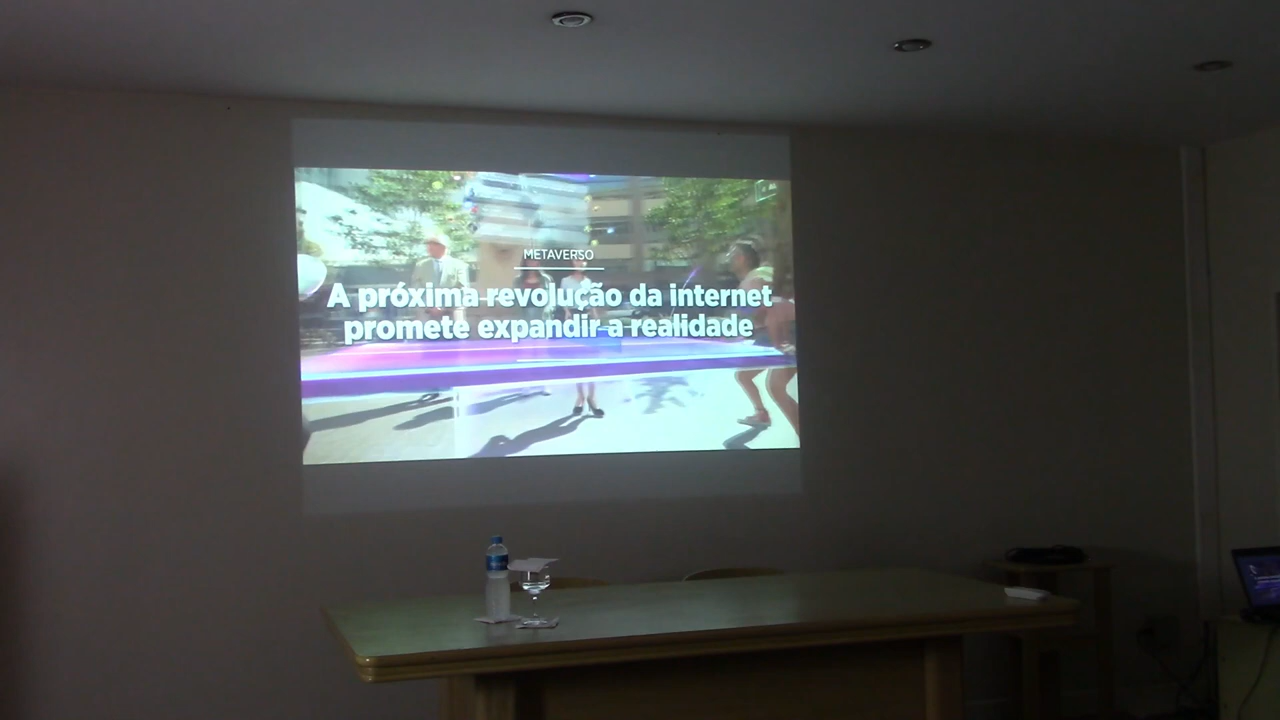 METAVERSO
A próxima revolução da internet
promete expandir a realidade